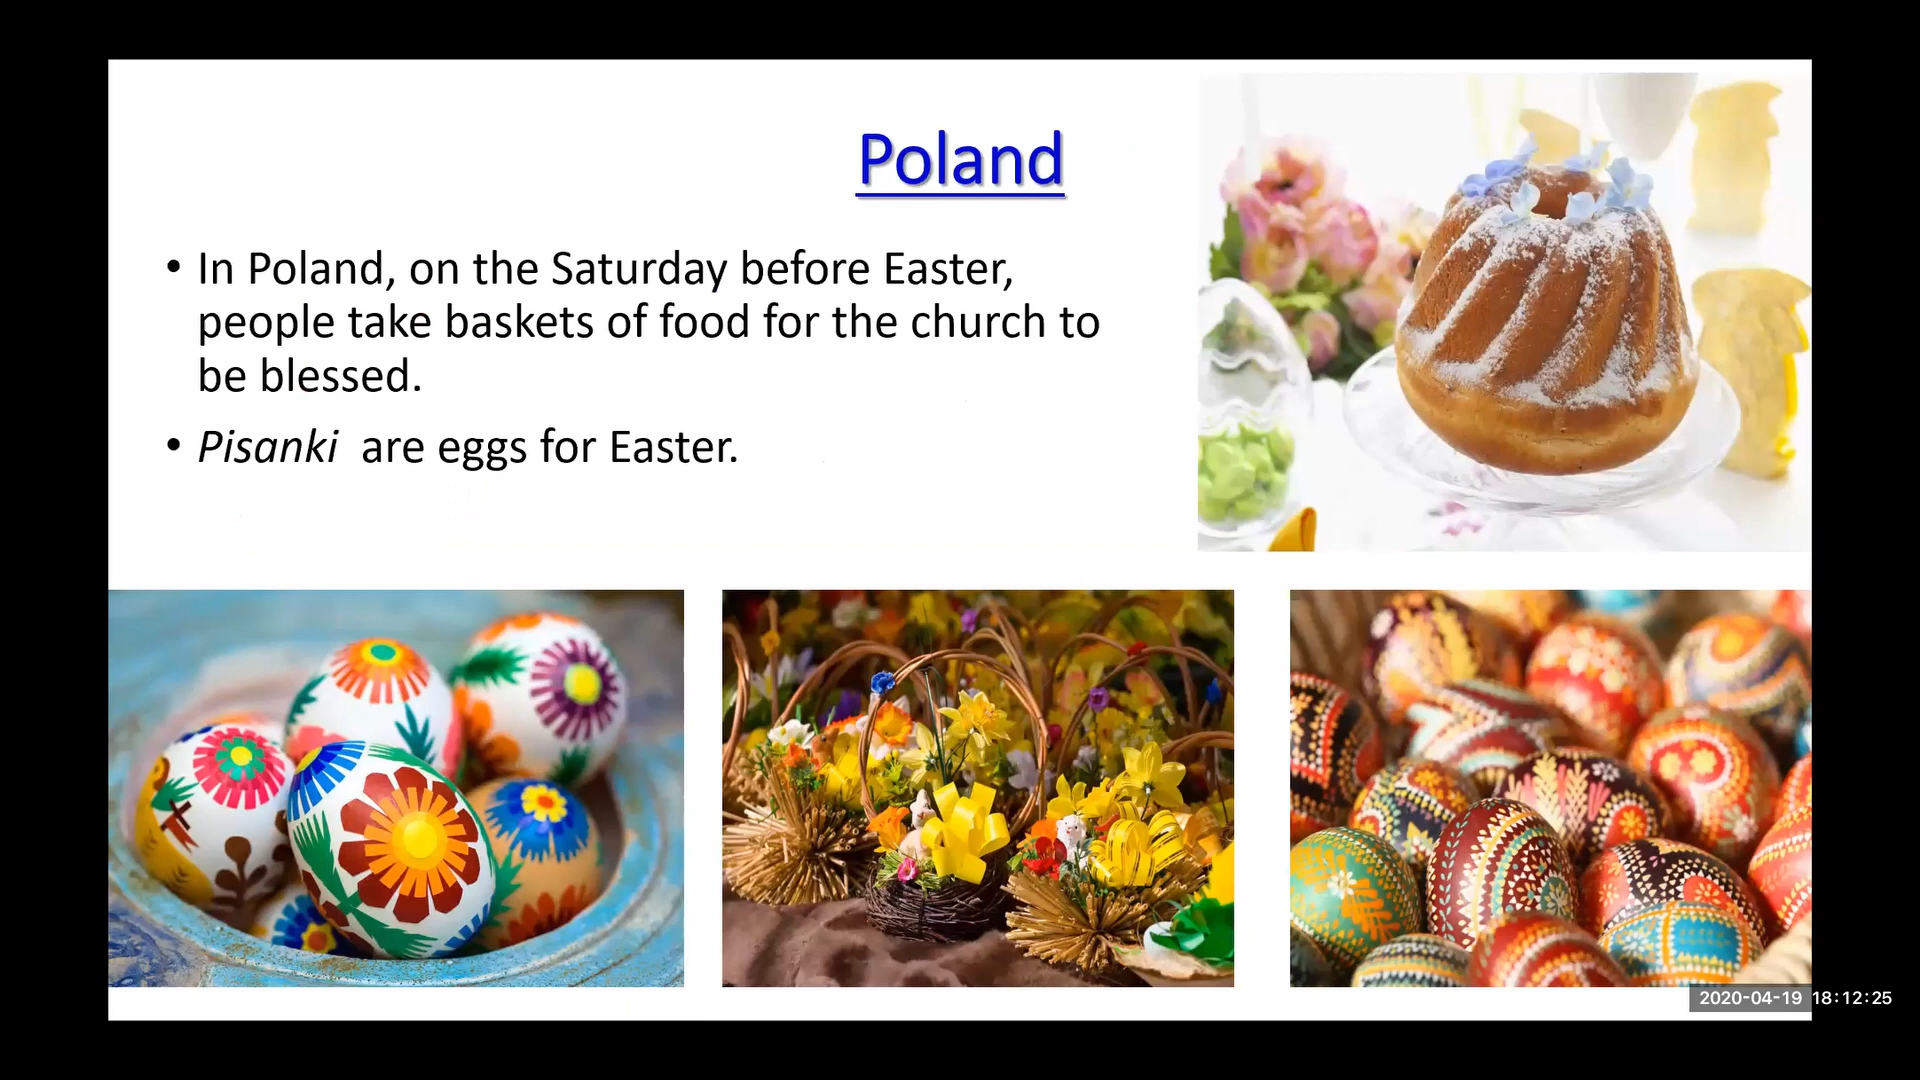 Poland
• In Poland, on the Saturday before Easter,
people take baskets of food for the church to
be blessed.
• Pisanki are eggs for Easter.
2020-04-19 18:12:25